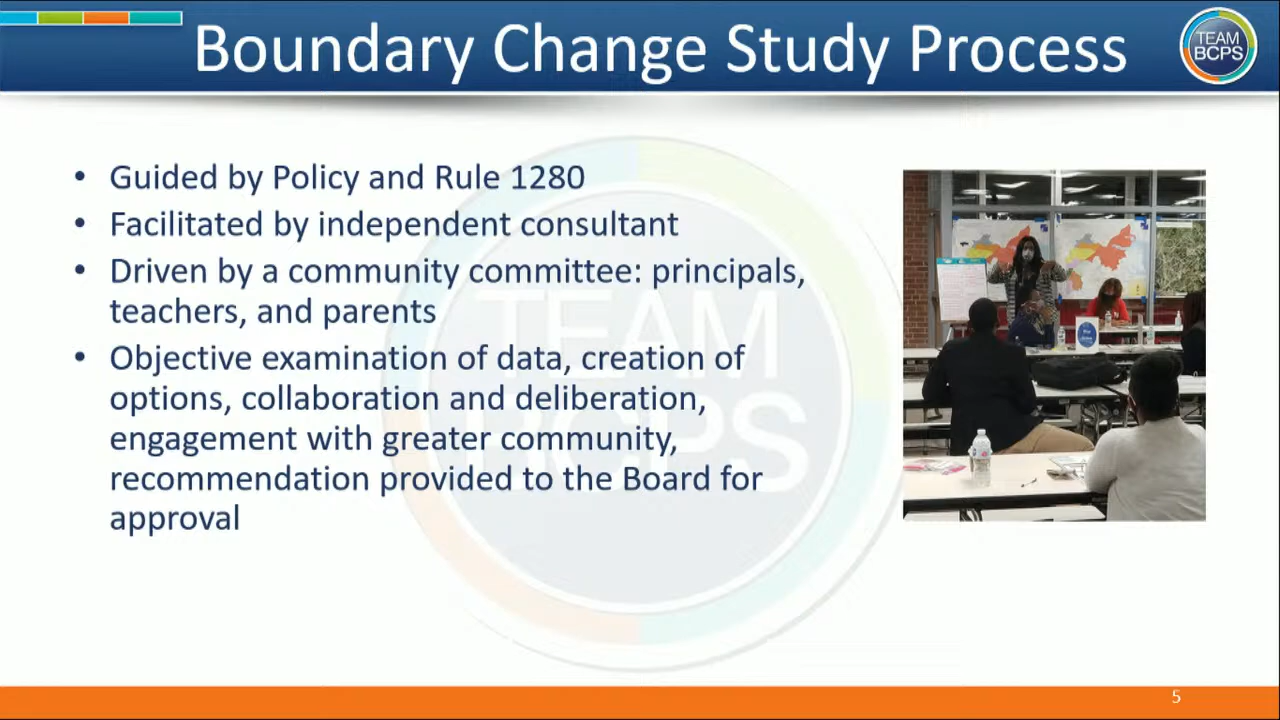 Boundary Change Study Process
TEAM
BCPS
• Guided by Policy and Rule 1280
• Facilitated by independent consultant
• Driven by a community committee: principals,
teachers, and parents
• Objective examination of data, creation of
options, collaboration and deliberation,
engagement with greater community,
recommendation provided to the Board for
approval
TEAM
BCPS
5